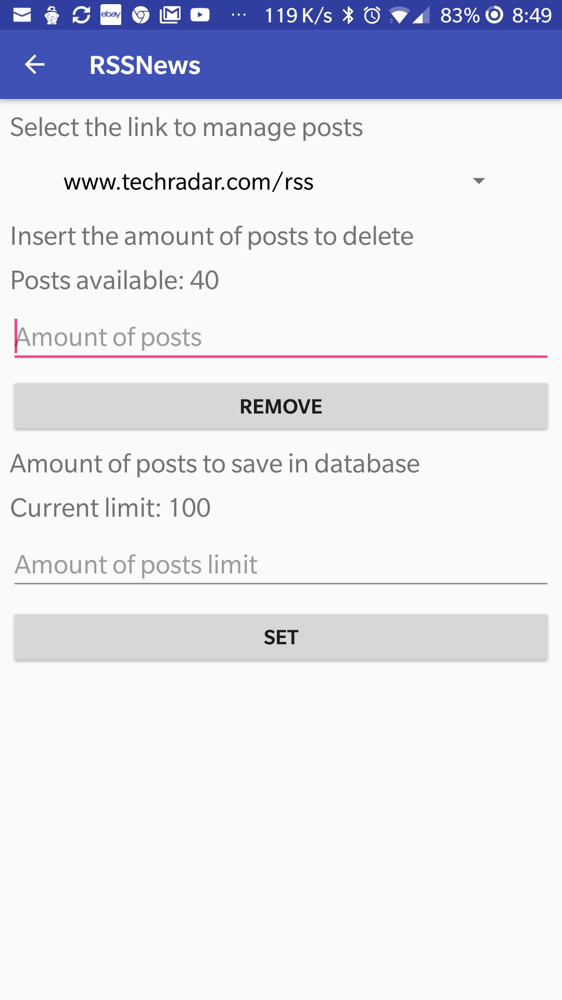 ebay 119 K/s 83% 8:49
RSSNews
Select the link to manage posts
www.techradar.com/rss
Insert the amount of posts to delete
Posts available: 40
Amount of posts
REMOVE
Amount of posts to save in database
Current limit: 100
Amount of posts limit
SET